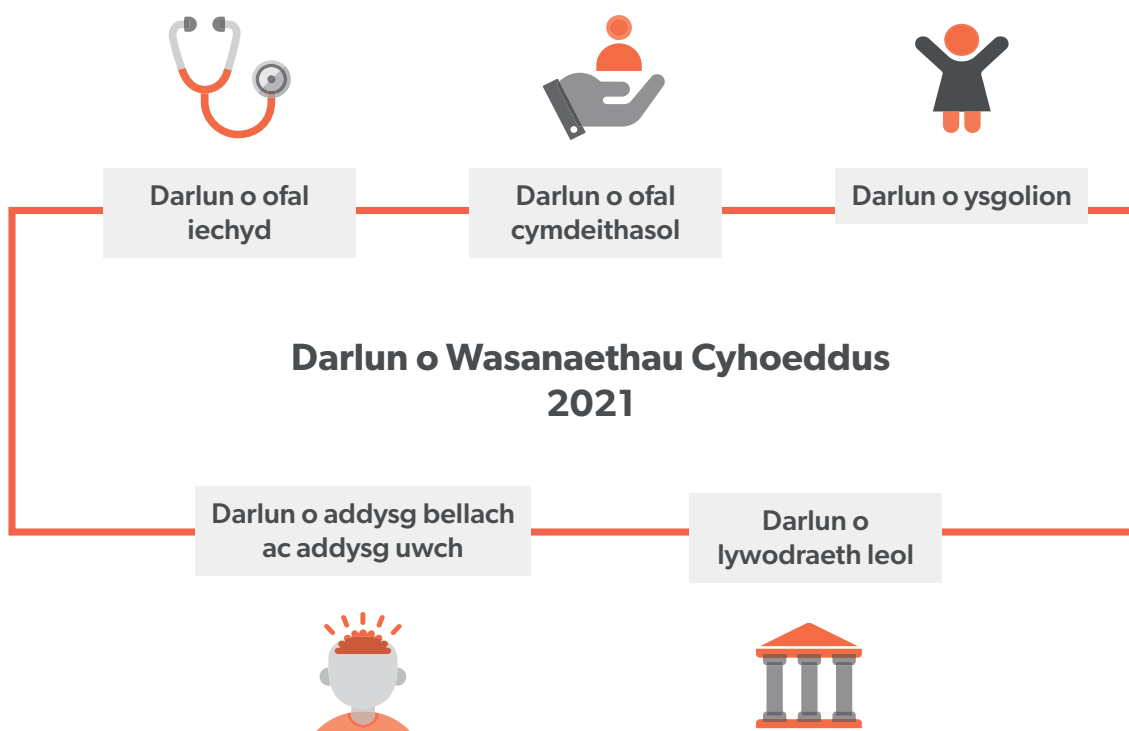 Darlun o ofal
iechyd
Darlun o ofal
cymdeithasol
Darlun o ysgolion
Darlun o Wasanaethau Cyhoeddus
2021
Darlun o addysg bellach
ac addysg uwch
Darlun o
lywodraeth leol